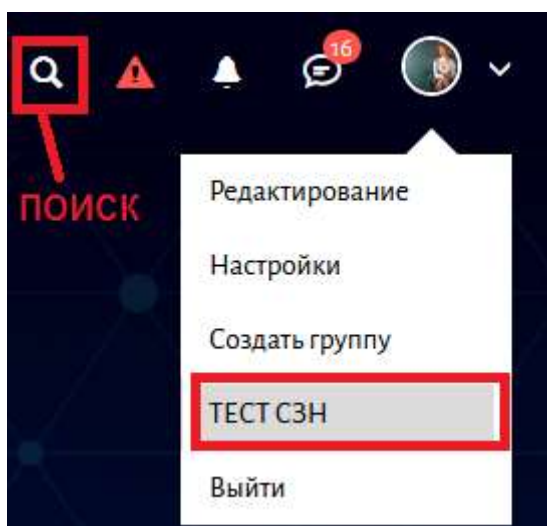 16
ПОИСК
Редактирование
Настройки
Создать группу
ТЕСТ СЗН
Выйти